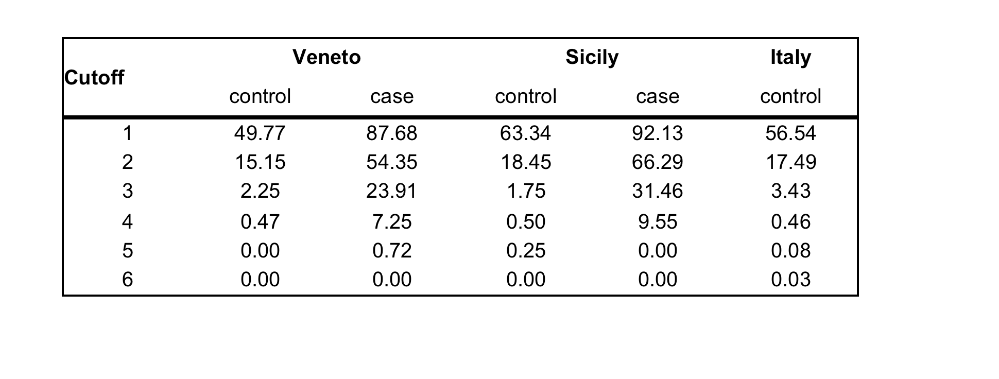 Veneto Sicily Italy
Cutoff
control case control case control
1 49.77 87.68 63.34 92.13 56.54
2 15.15 54.35 18.45 66.29 17.49
3 2.25 23.91 1.75 31.46 3.43
4 0.47 7.25 0.50 9.55 0.46
5 0.00 0.72 0.25 0.00 0.08
6 0.00 0.00 0.00 0.00 0.03